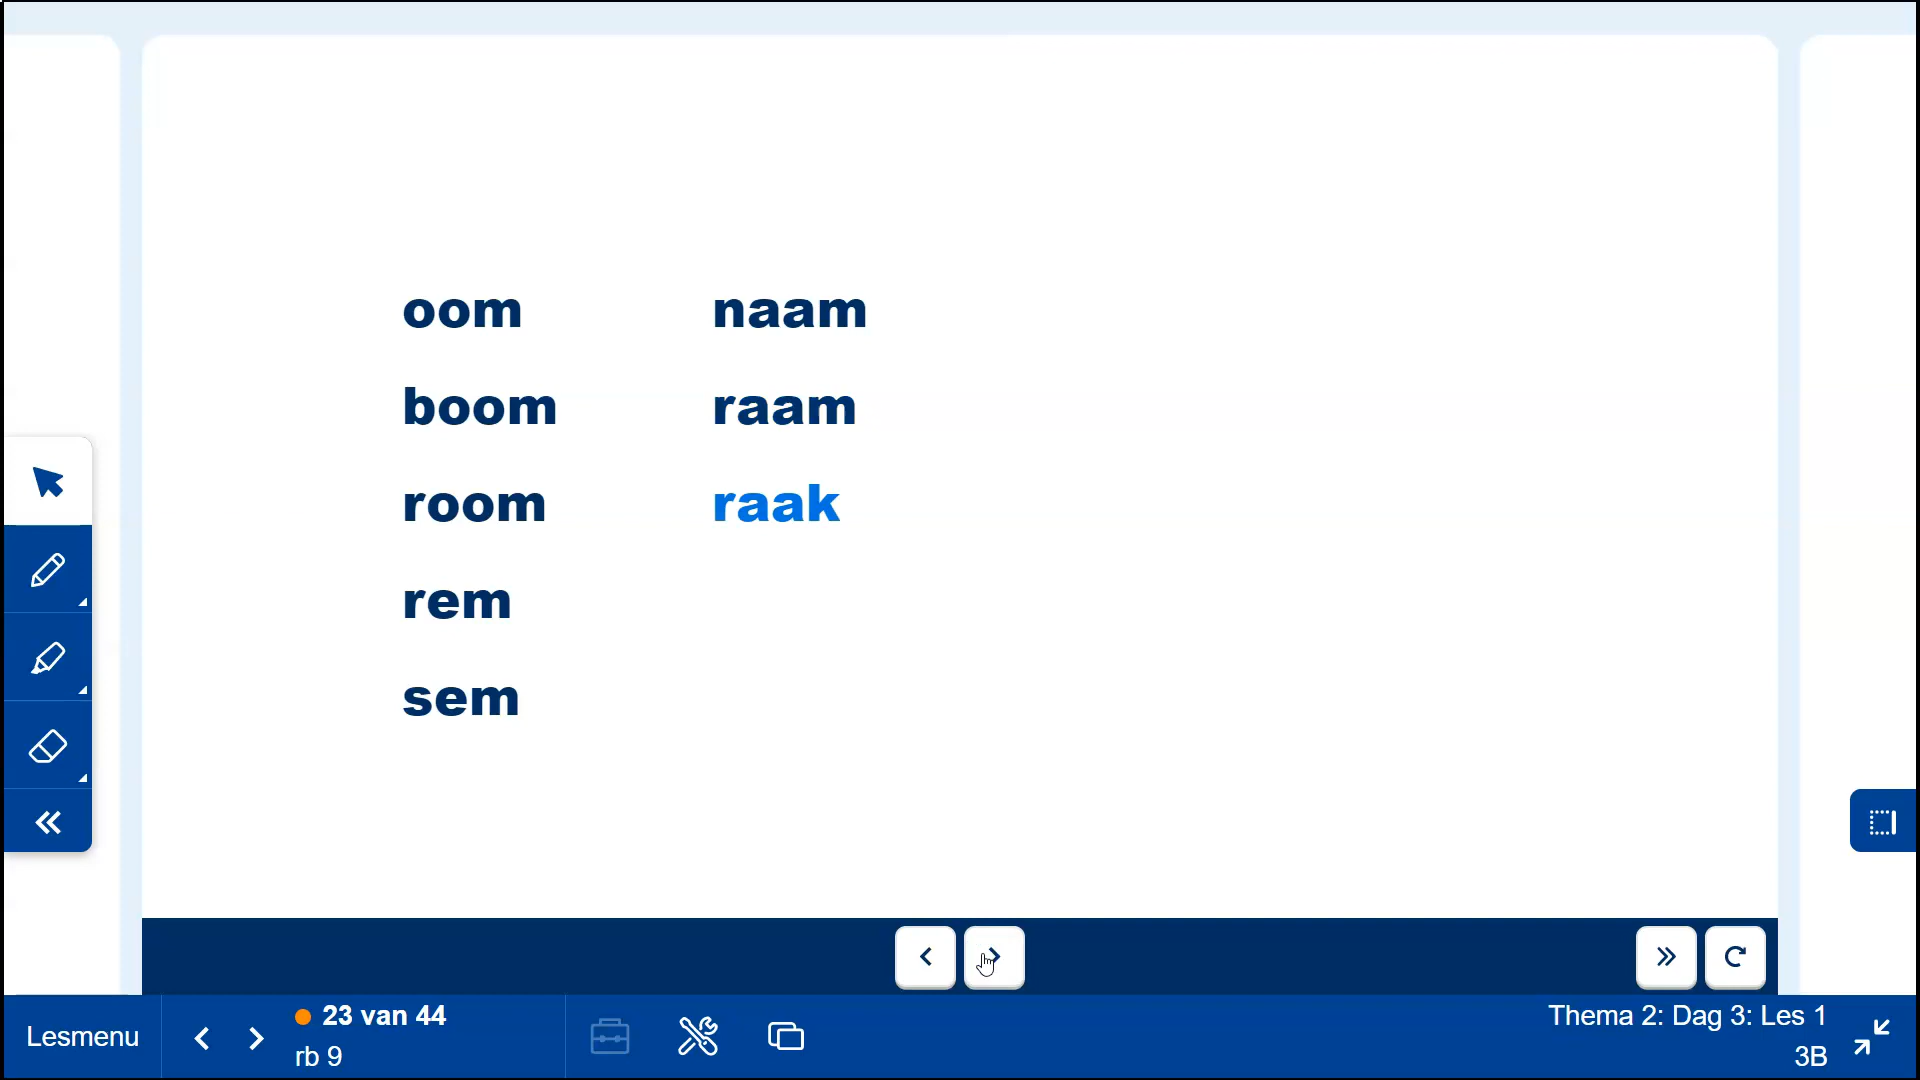 oom naam
boom raam
room raak
rem
sem
Lesmenu
23 van 44
rb 9
Thema 2: Dag 3: Les 1
3B